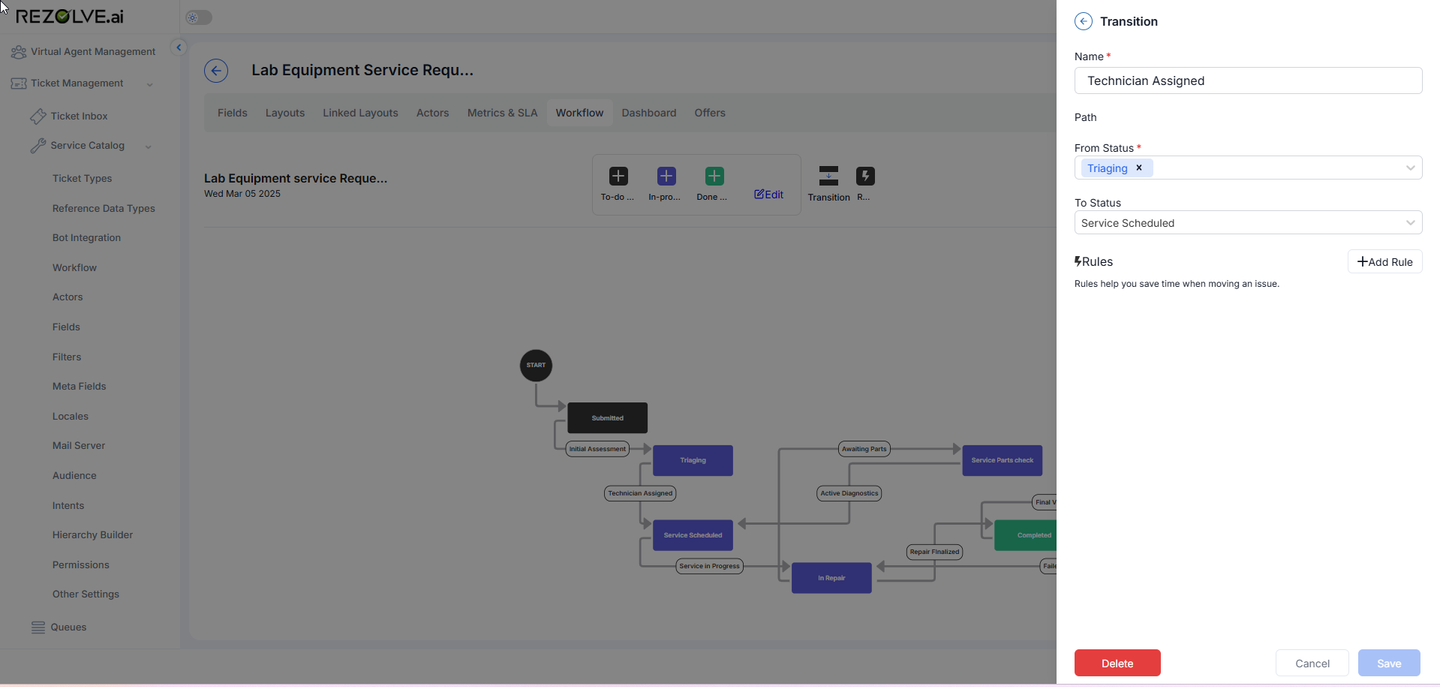 REZOLVE.ai
Virtual Agent Management
Ticket Management
Ticket Inbox
Service Catalog
Ticket Types
Reference Data Types
Bot Integration
Workflow
Actors
Fields
Filters
Meta Fields
Locales
Mail Server
Audience
Intents
Hierarchy Builder
Permissions
Other Settings
Queues
Lab Equipment Service Requ...
Fields Layouts Linked Layouts Actors Metrics & SLA Workflow Dashboard Offers
Lab Equipment service Reque...
Wed Mar 05 2025
To-do ... In-pro... Done ... Edit Transition R...
START
Submitted
Initial Assessment
Triaging
Technician Assigned
Service Scheduled
Service in Progress
Awaiting Parts
Service Parts check
Active Diagnostics
Final V
Completed
Repair Finalized
In Repair
Faile
Transition
Name *
Technician Assigned
Path
From Status *
Triaging x
To Status
Service Scheduled
Rules
+Add Rule
Rules help you save time when moving an issue.
Delete Cancel Save